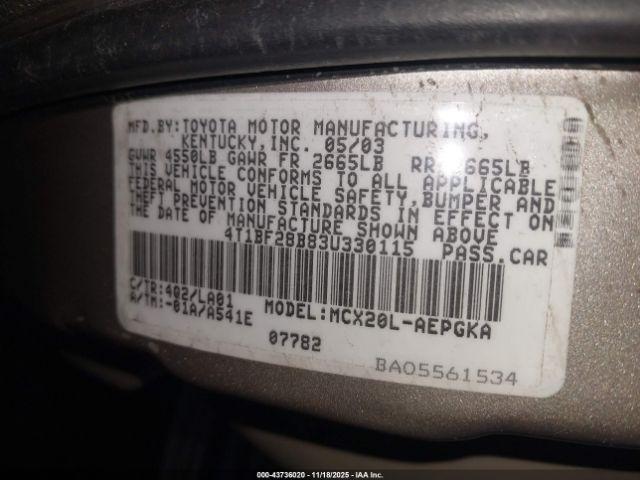 MFD.BY:TOYOTA MOTOR MANUFACTURING,
KENTUCKY,INC. 05/03
GVWR 4550LB GAWR FR 2665LB RR 2665LB
THIS VEHICLE CONFORMS TO ALL APPLICABLE
FEDERAL MOTOR VEHICLE SAFETY,BUMPER AND
THEFT PREVENTION STANDARDS IN EFFECT ON
THE DATE OF MANUFACTURE SHOWN ABOVE
4T1BF28B83U330115 PASS.CAR
C/TR:402/LA01 MODEL:MCX20L-AEPGKA
A/TM:-01A/A541E
07782
BA05561534
000-43736020 — 11/18/2025 — IAA Inc.